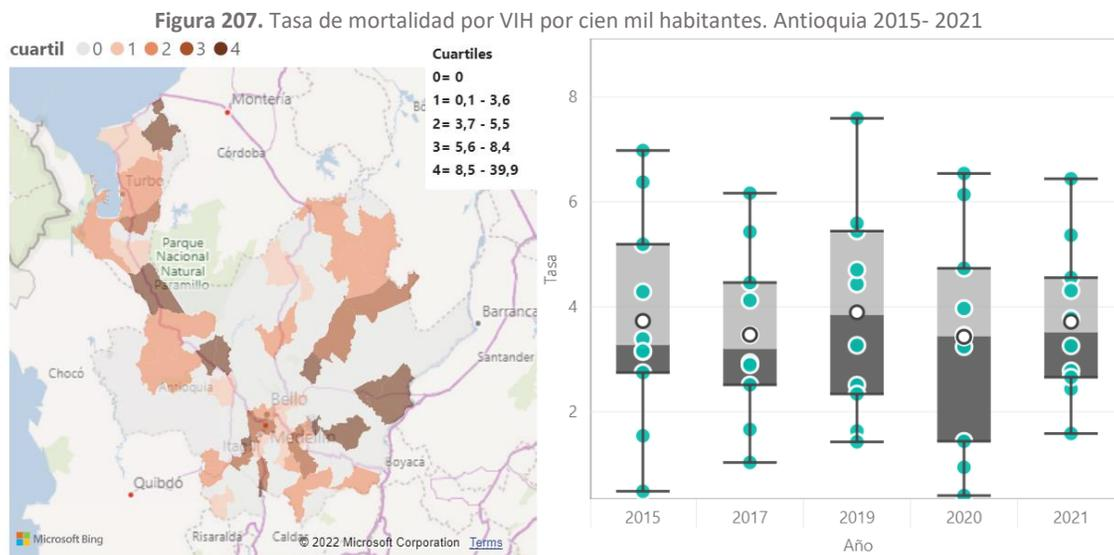 Figura 207. Tasa de mortalidad por VIH por cien mil habitantes. Antioquia 2015- 2021
cuartil 0 1 2 3 4
Cuartiles
0= 0
1= 0,1 - 3,6
2= 3,7 - 5,5
3= 5,6 - 8,4
4= 8,5 - 39,9
Montería
Córdoba
Turbo
Parque
Nacional
Natural
Paramillo
Barranca
Santander
Chocó
Antioquia
Bello
Medellín
Boyacá
Quibdó
Risaralda
Caldas
Microsoft Bing
© 2022 Microsoft Corporation Terms
Tasa
8
6
4
2
2015 2017 2019 2020 2021
Año